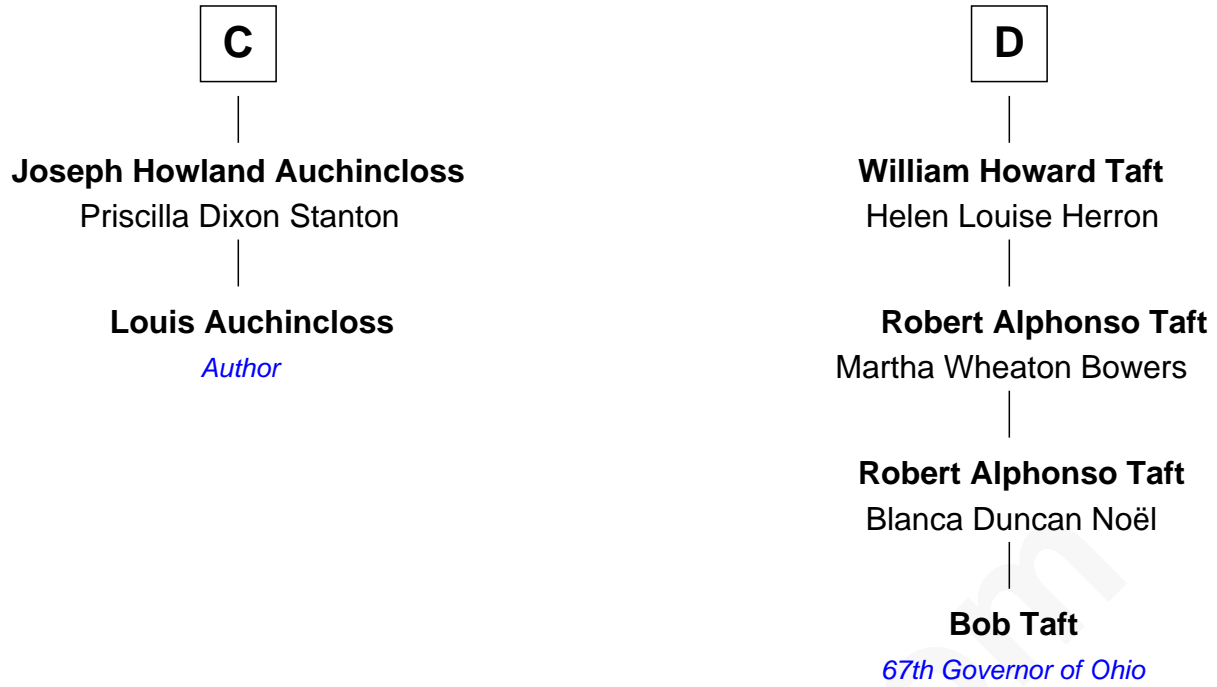 C
Joseph Howland Auchincloss
Priscilla Dixon Stanton
Louis Auchincloss
Author
D
William Howard Taft
Helen Louise Herron
Robert Alphonso Taft
Martha Wheaton Bowers
Robert Alphonso Taft
Blanca Duncan Noël
Bob Taft
67th Governor of Ohio